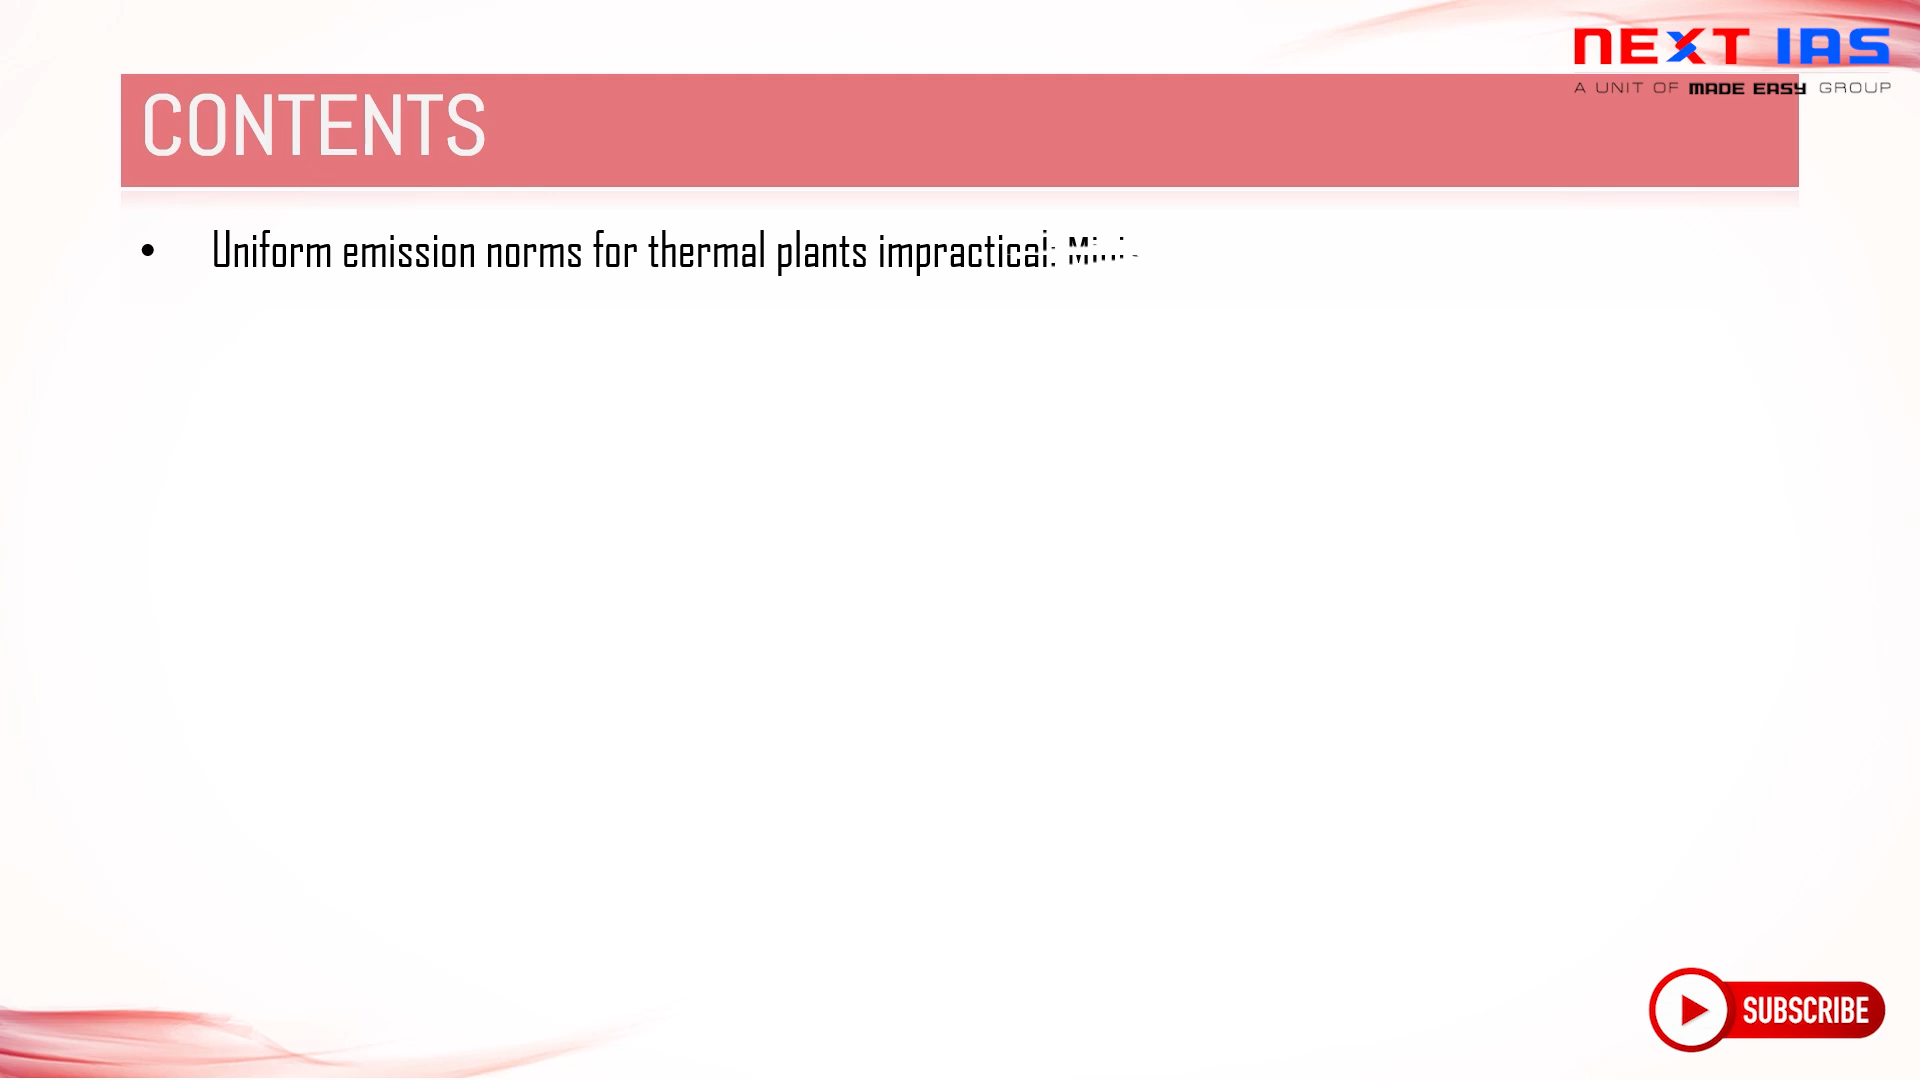 NEXT IAS
A UNIT OF MADE EASY GROUP
CONTENTS
• Uniform emission norms for thermal plants impractical:
SUBSCRIBE